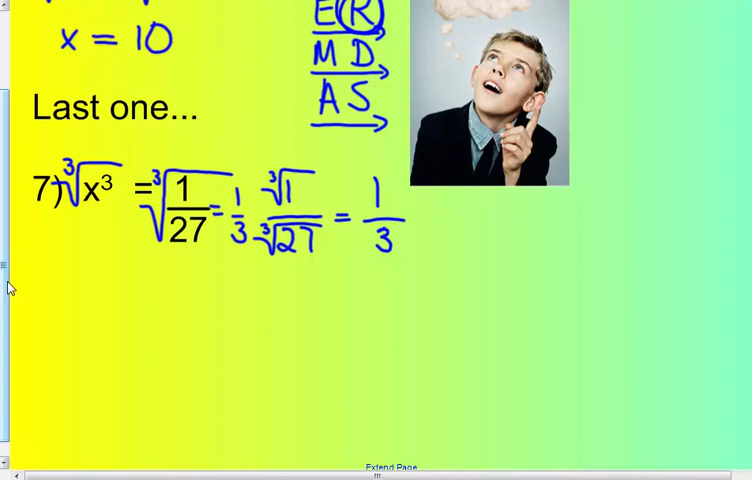 x = 10
E R
M D
A S
Last one...
7) ∛x³ = ∛(1/27) = 1/3 ∛1/∛27 = 1/3
Extend Page